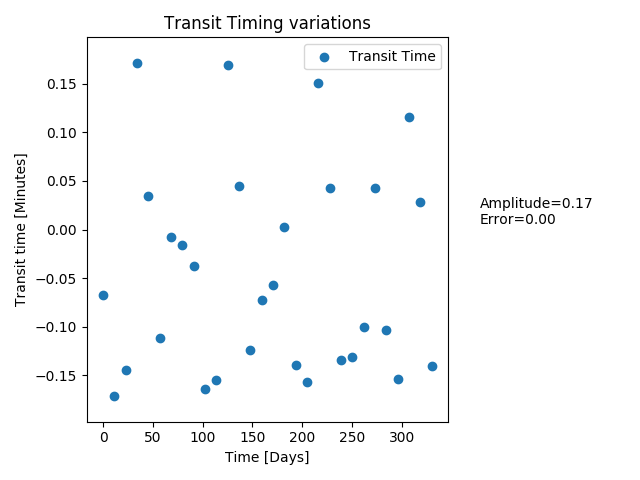 Transit Timing variations
Transit Time
0.15
0.10
0.05
0.00
−0.05
−0.10
−0.15
Transit time [Minutes]
Amplitude=0.17
Error=0.00
0 50 100 150 200 250 300
Time [Days]